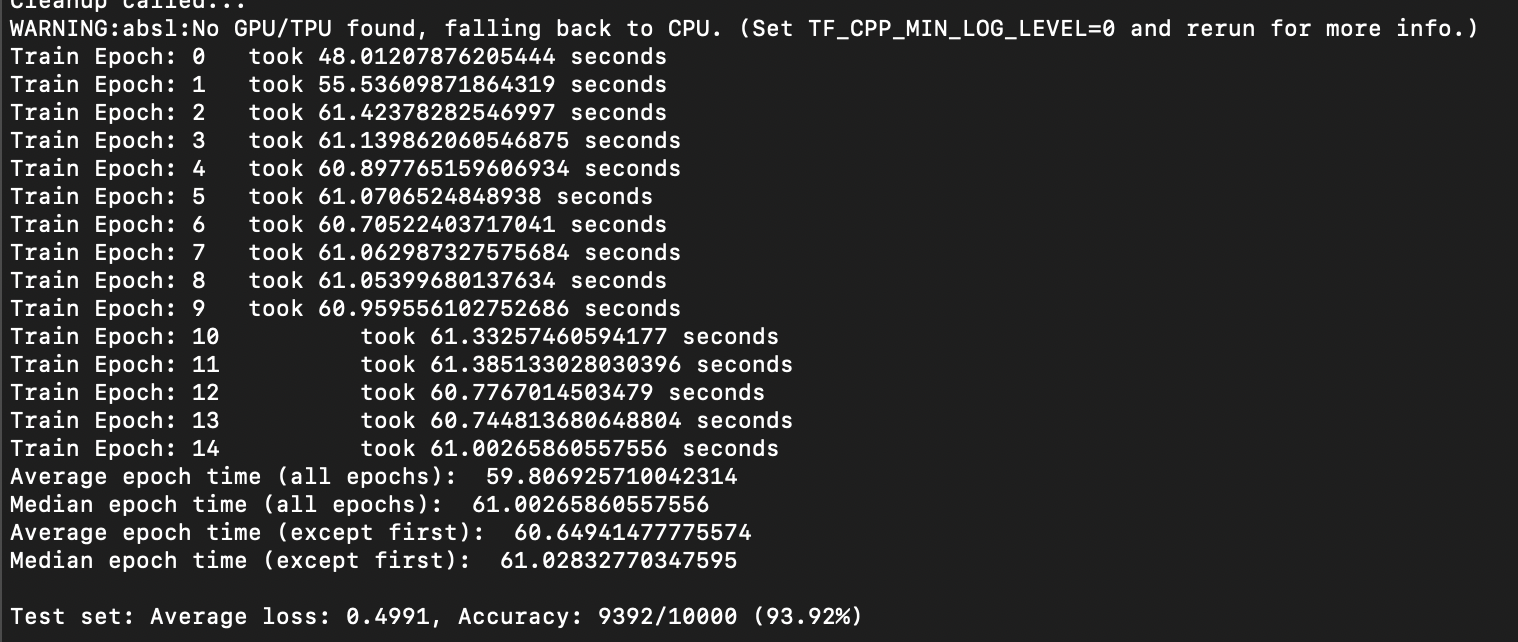 Cleanup called...
WARNING:absl:No GPU/TPU found, falling back to CPU. (Set TF_CPP_MIN_LOG_LEVEL=0 and rerun for more info.)
Train Epoch: 0   took 48.01207876205444 seconds
Train Epoch: 1   took 55.53609871864319 seconds
Train Epoch: 2   took 61.42378282546997 seconds
Train Epoch: 3   took 61.139862060546875 seconds
Train Epoch: 4   took 60.897765159606934 seconds
Train Epoch: 5   took 61.0706524848938 seconds
Train Epoch: 6   took 60.70522403717041 seconds
Train Epoch: 7   took 61.062987327575684 seconds
Train Epoch: 8   took 61.05399680137634 seconds
Train Epoch: 9   took 60.959556102752686 seconds
Train Epoch: 10          took 61.33257460594177 seconds
Train Epoch: 11          took 61.385133028030396 seconds
Train Epoch: 12          took 60.7767014503479 seconds
Train Epoch: 13          took 60.744813680648804 seconds
Train Epoch: 14          took 61.00265860557556 seconds
Average epoch time (all epochs):  59.806925710042314
Median epoch time (all epochs):  61.00265860557556
Average epoch time (except first):  60.64941477775574
Median epoch time (except first):  61.02832770347595
Test set: Average loss: 0.4991, Accuracy: 9392/10000 (93.92%)